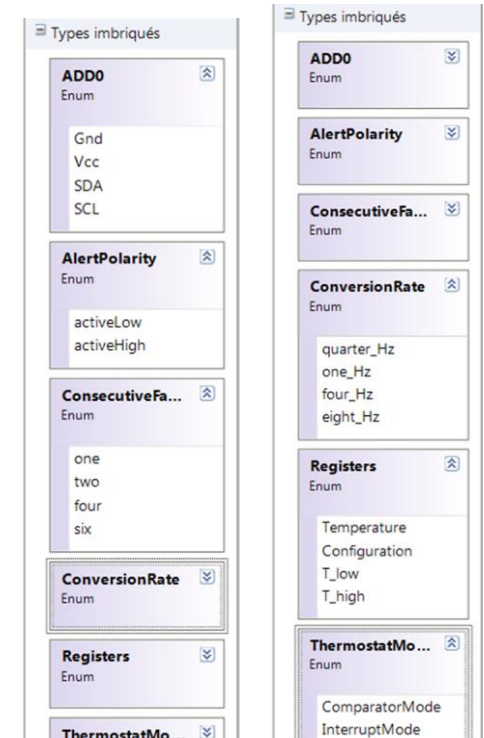 Types imbriqués
ADD0
Enum
Gnd
Vcc
SDA
SCL
AlertPolarity
Enum
activeLow
activeHigh
ConsecutiveFa...
Enum
one
two
four
six
ConversionRate
Enum
Registers
Enum
ThermostatMo...
Types imbriqués
ADD0
Enum
AlertPolarity
Enum
ConsecutiveFa...
Enum
ConversionRate
Enum
quarter_Hz
one_Hz
four_Hz
eight_Hz
Registers
Enum
Temperature
Configuration
T_low
T_high
ThermostatMo...
Enum
ComparatorMode
InterruptMode